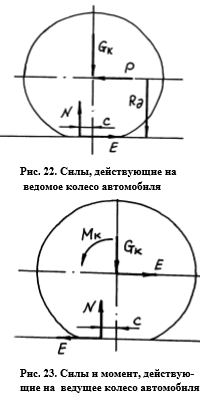 Gк
P
Rд
N
c
E
Рис. 22. Силы, действующие на
ведомое колесо автомобиля
Mк
Gк
E
N
c
E
Рис. 23. Силы и момент, действую-
щие на ведущее колесо автомобиля